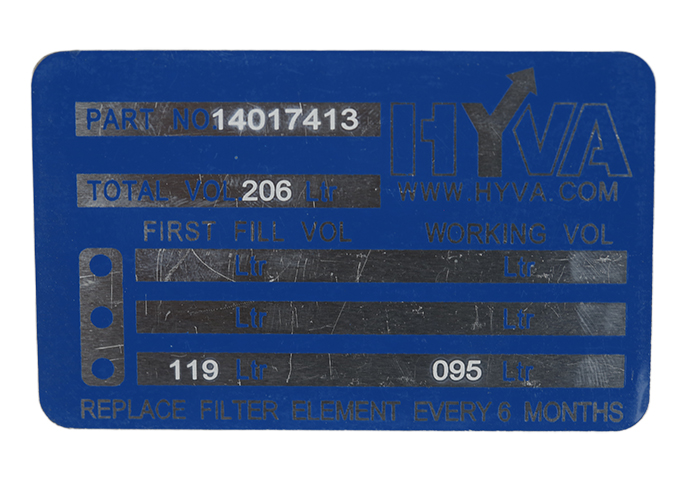 PART NO. 14017413
HYVA
TOTAL VOL 206 Ltr
WWW.HYVA.COM
FIRST FILL VOL WORKING VOL
Ltr Ltr
Ltr Ltr
119 Ltr 095 Ltr
REPLACE FILTER ELEMENT EVERY 6 MONTHS